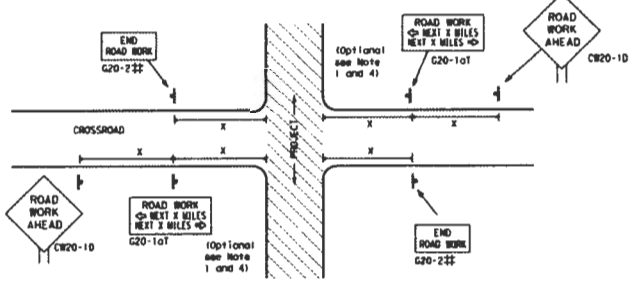 END
ROAD WORK
G20-2##
(Optional
see Note
1 and 4)
ROAD WORK
⇦ NEXT X MILES
NEXT X MILES ⇨
G20-1aT
ROAD
WORK
AHEAD
CW20-1D
X
X
X
CROSSROAD
PROJECT
X
X
X
ROAD
WORK
AHEAD
CW20-1D
ROAD WORK
⇦ NEXT X MILES
NEXT X MILES ⇨
G20-1aT
(Optional
see Note
1 and 4)
END
ROAD WORK
G20-2##